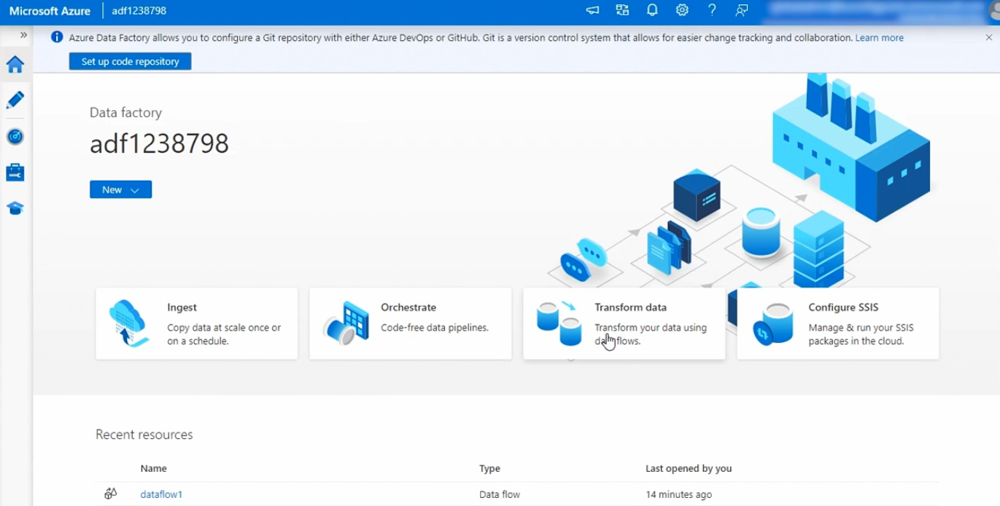 Microsoft Azure
adf1238798
Azure Data Factory allows you to configure a Git repository with either Azure DevOps or GitHub. Git is a version control system that allows for easier change tracking and collaboration. Learn more
Set up code repository
Data factory
adf1238798
New
Ingest
Copy data at scale once or
on a schedule.
Orchestrate
Code-free data pipelines.
Transform data
Transform your data using
Configure SSIS
Manage & run your SSIS
packages in the cloud.
Recent resources
Name
Type
Last opened by you
dataflow1
Data flow
14 minutes ago